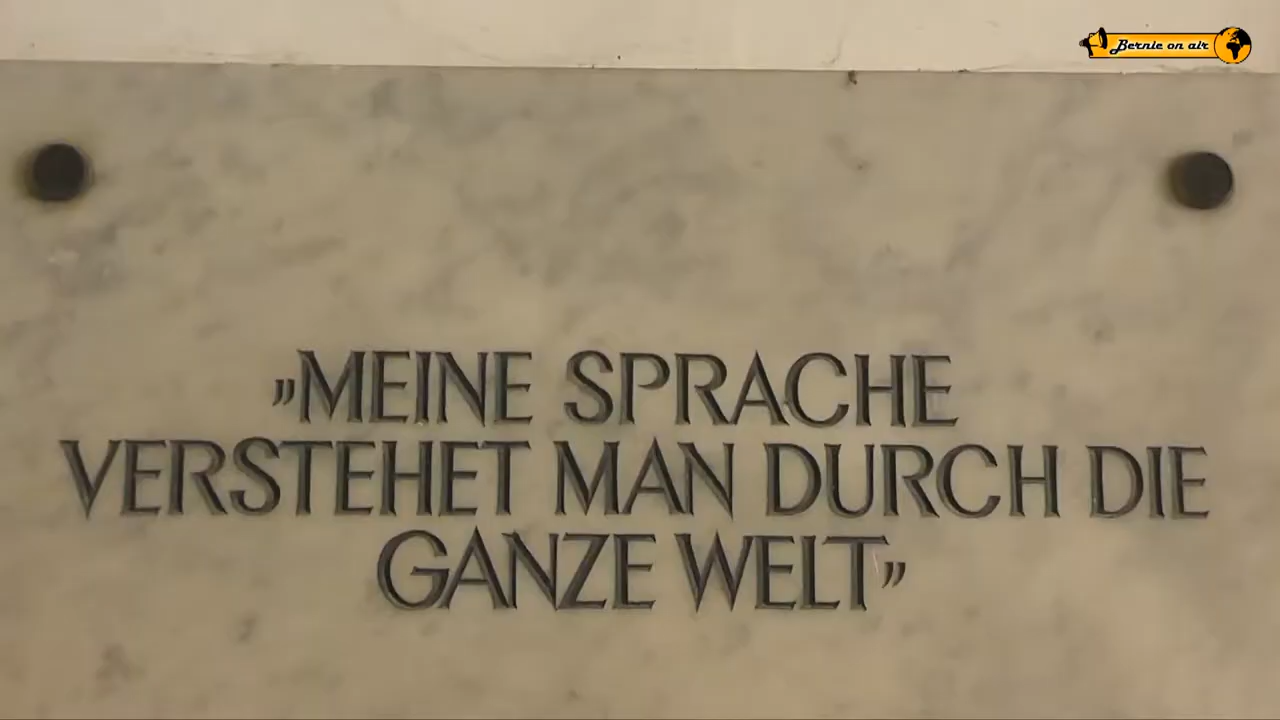 Bernie on air
„MEINE SPRACHE
VERSTEHET MAN DURCH DIE
GANZE WELT”